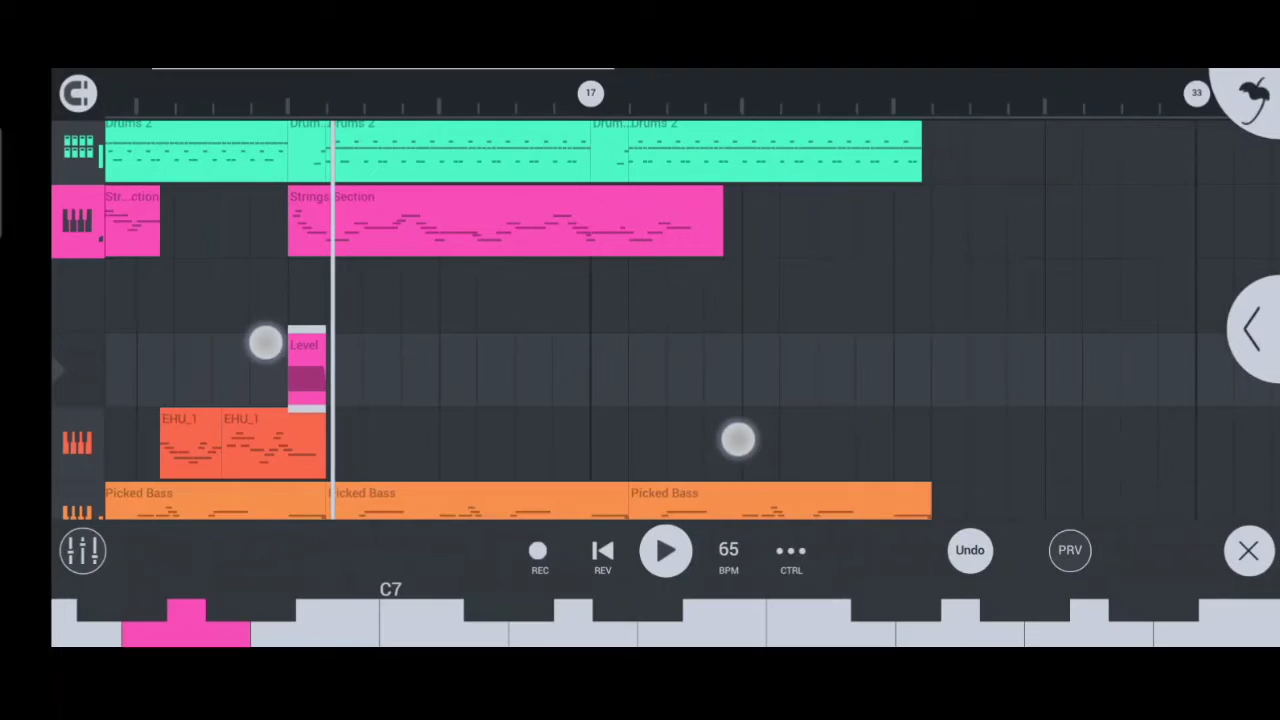 17
33
Drums 2
Drum...
Drums 2
Drum...
Drums 2
Str...ction
Strings Section
Level
EHU_1
EHU_1
Picked Bass
Picked Bass
Picked Bass
REC
REV
65
BPM
CTRL
Undo
PRV
C7